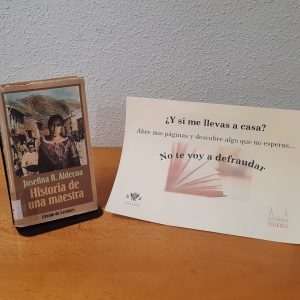 Josefina R. Aldecoa
Historia de
una maestra
Círculo de Lectores
¿Y si me llevas a casa?
Abre mis páginas y descubre algo que no esperas...
No te voy a defraudar
TOLEDO